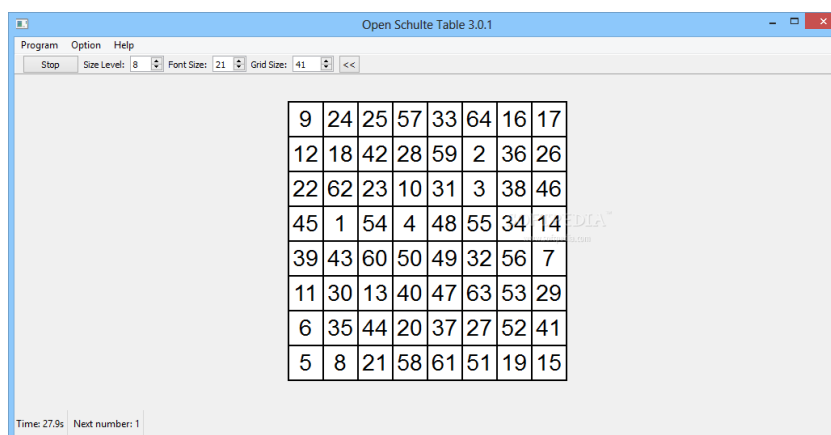 Open Schulte Table 3.0.1
Program Option Help
Stop Size Level: 8 Font Size: 21 Grid Size: 41 <<
9 24 25 57 33 64 16 17
12 18 42 28 59 2 36 26
22 62 23 10 31 3 38 46
45 1 54 4 48 55 34 14
39 43 60 50 49 32 56 7
11 30 13 40 47 63 53 29
6 35 44 20 37 27 52 41
5 8 21 58 61 51 19 15
Time: 27.9s Next number: 1